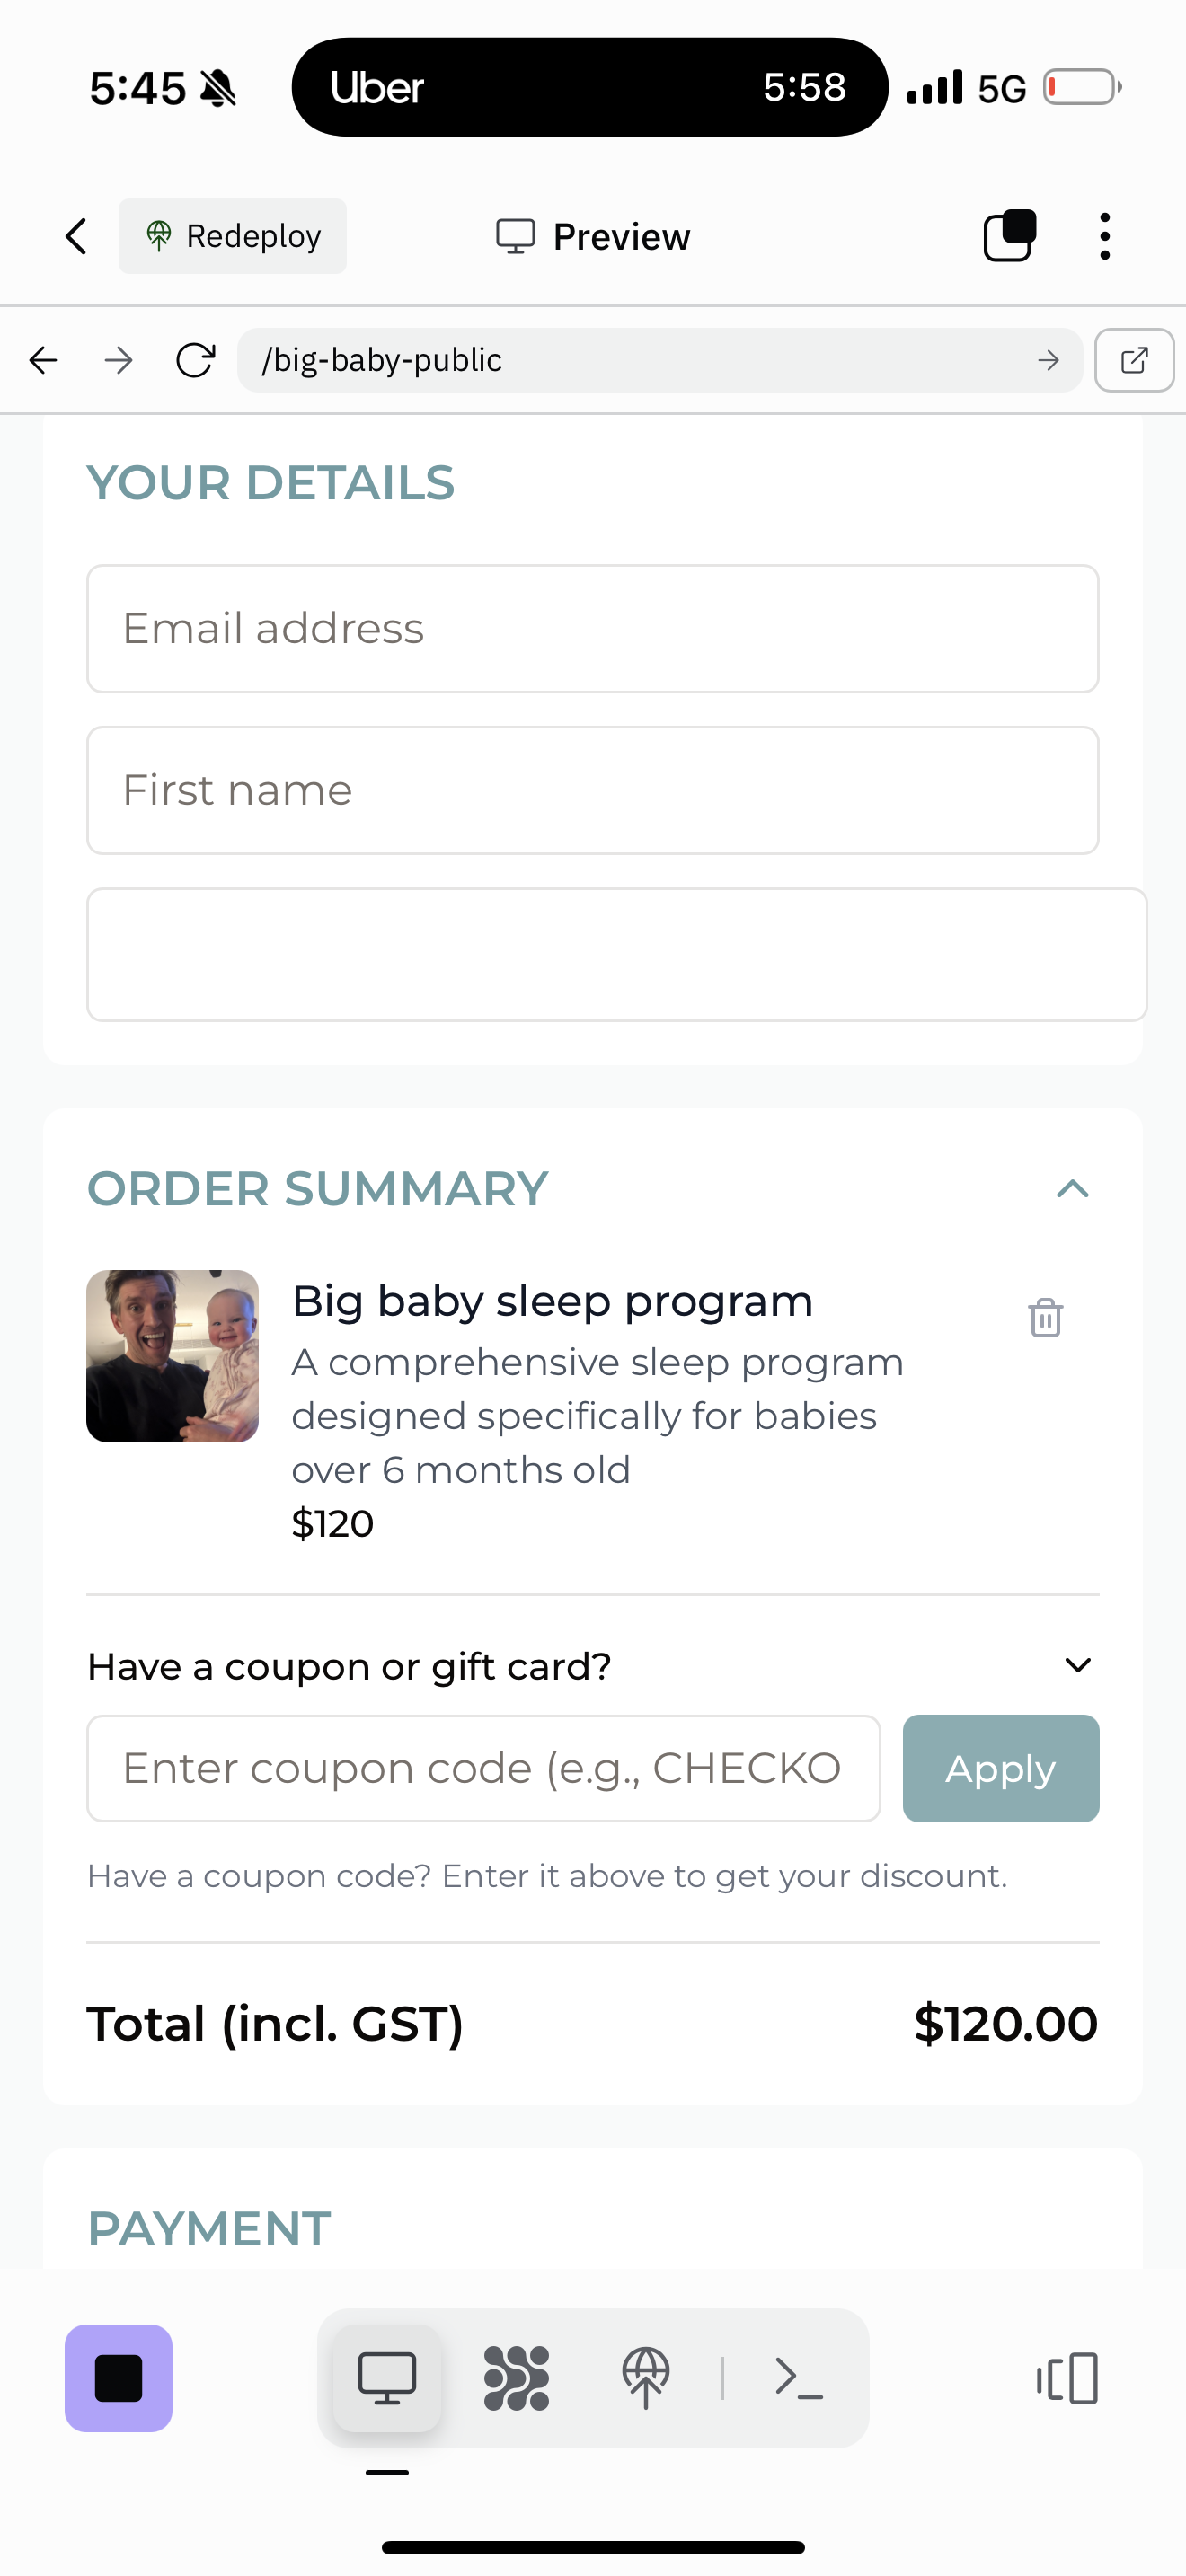 5:45
Uber
5:58
5G
Redeploy
Preview
/big-baby-public
YOUR DETAILS
Email address
First name
ORDER SUMMARY
Big baby sleep program
A comprehensive sleep program
designed specifically for babies
over 6 months old
$120
Have a coupon or gift card?
Enter coupon code (e.g., CHECKO
Apply
Have a coupon code? Enter it above to get your discount.
Total (incl. GST)
$120.00
PAYMENT